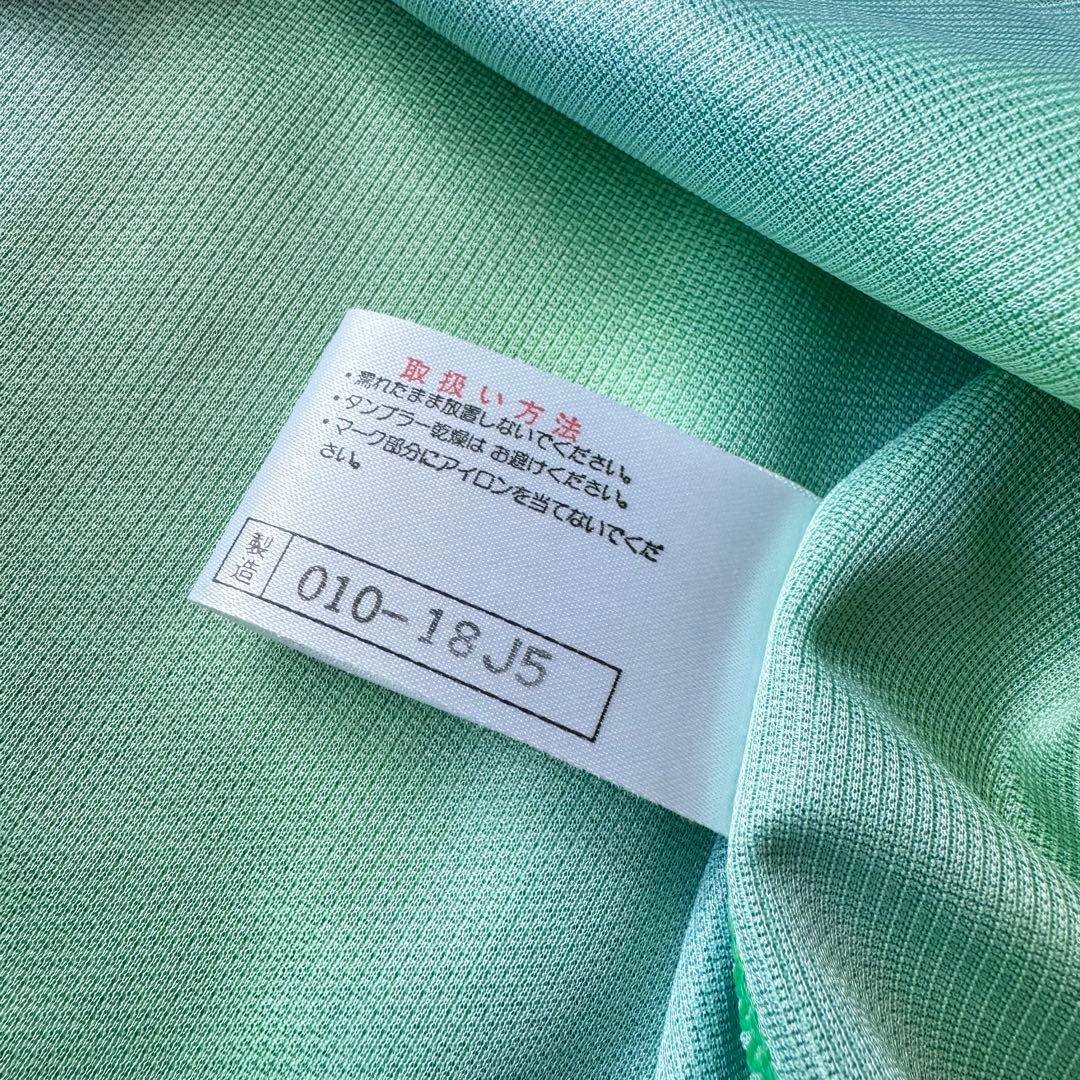 取扱い方法
・濡れたまま放置しないでください。
・タンブラー乾燥は お避けください。
・マーク部分にアイロンを当てないでくだ
さい。
製造 010-18J5